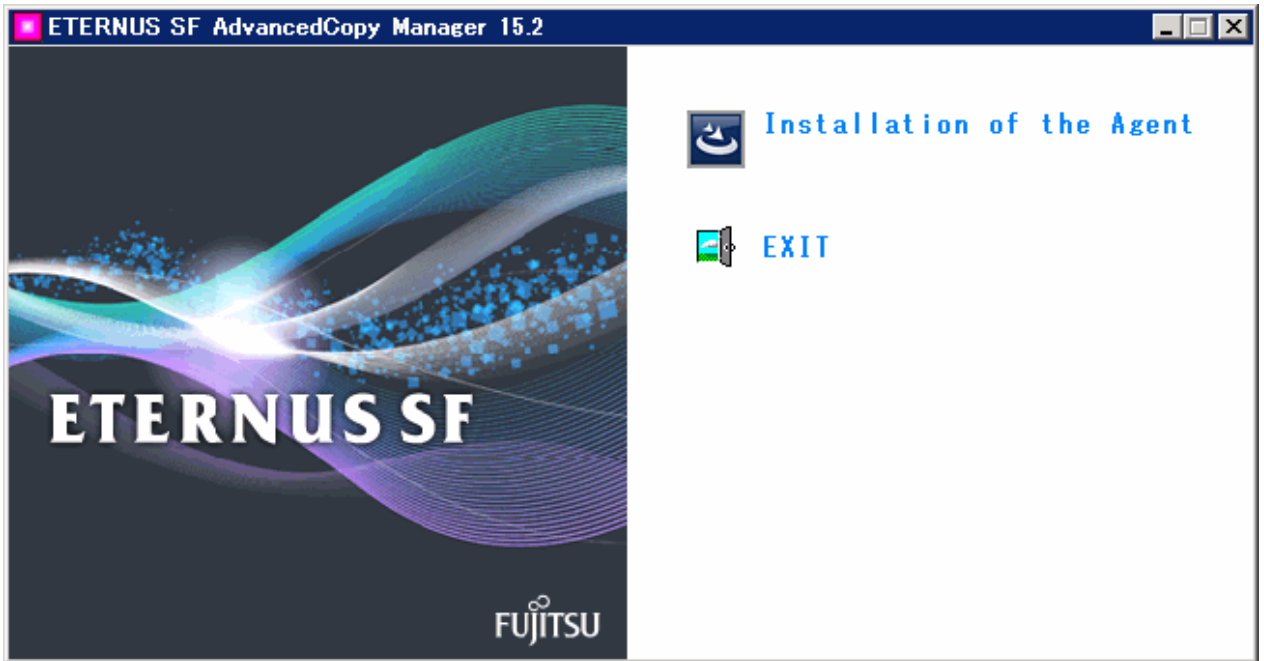 ETERNUS SF AdvancedCopy Manager 15.2
Installation of the Agent
EXIT
ETERNUS SF
FUJITSU